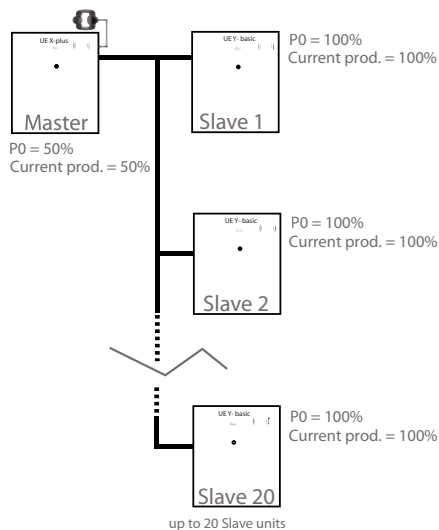 UE X-plus
Master
P0 = 50%
Current prod. = 50%
UE Y- basic
Slave 1
P0 = 100%
Current prod. = 100%
UE Y- basic
Slave 2
P0 = 100%
Current prod. = 100%
UE Y- basic
Slave 20
P0 = 100%
Current prod. = 100%
up to 20 Slave units